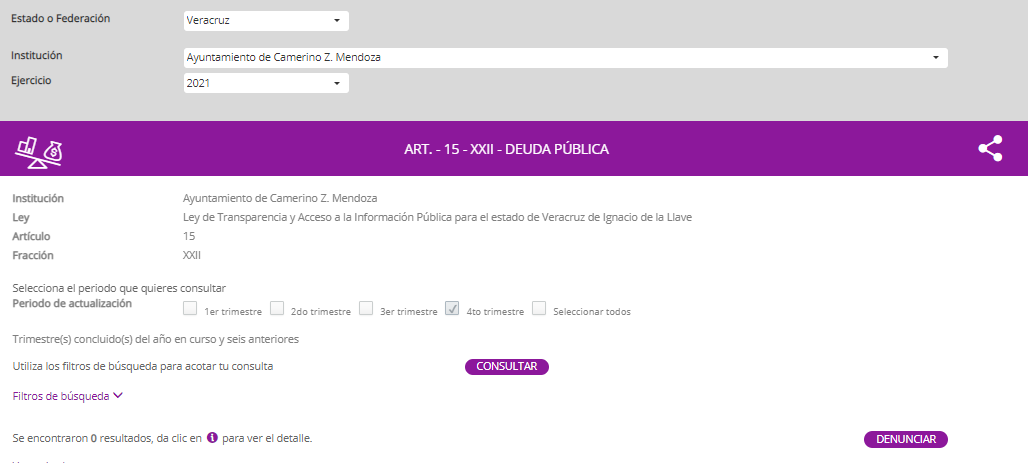 Estado o Federación Veracruz
Institución Ayuntamiento de Camerino Z. Mendoza
Ejercicio 2021
ART. - 15 - XXII - DEUDA PÚBLICA
Institución Ayuntamiento de Camerino Z. Mendoza
Ley Ley de Transparencia y Acceso a la Información Pública para el estado de Veracruz de Ignacio de la Llave
Artículo 15
Fracción XXII
Selecciona el periodo que quieres consultar
Periodo de actualización 1er trimestre 2do trimestre 3er trimestre 4to trimestre Seleccionar todos
Trimestre(s) concluido(s) del año en curso y seis anteriores
Utiliza los filtros de búsqueda para acotar tu consulta CONSULTAR
Filtros de búsqueda
Se encontraron 0 resultados, da clic en i para ver el detalle. DENUNCIAR